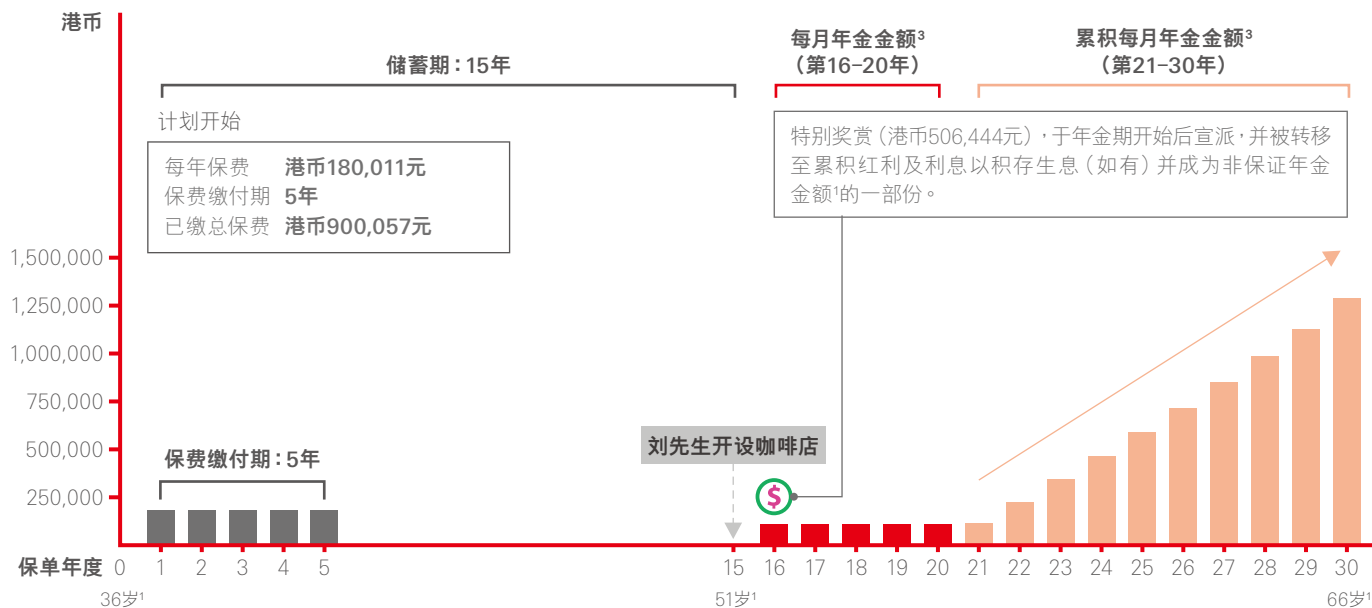 港币
储蓄期：15年
每月年金金额³
（第16–20年）
累积每月年金金额³
（第21–30年）
计划开始
每年保费 港币180,011元
保费缴付期 5年
已缴总保费 港币900,057元
特别奖赏（港币506,444元），于年金期开始后宣派，并被转移
至累积红利及利息以积存生息（如有）并成为非保证年金
金额¹的一部份。
1,500,000
1,250,000
1,000,000
750,000
500,000
250,000
保费缴付期：5年
刘先生开设咖啡店
$
保单年度 0 1 2 3 4 5 15 16 17 18 19 20 21 22 23 24 25 26 27 28 29 30
36岁¹ 51岁¹ 66岁¹